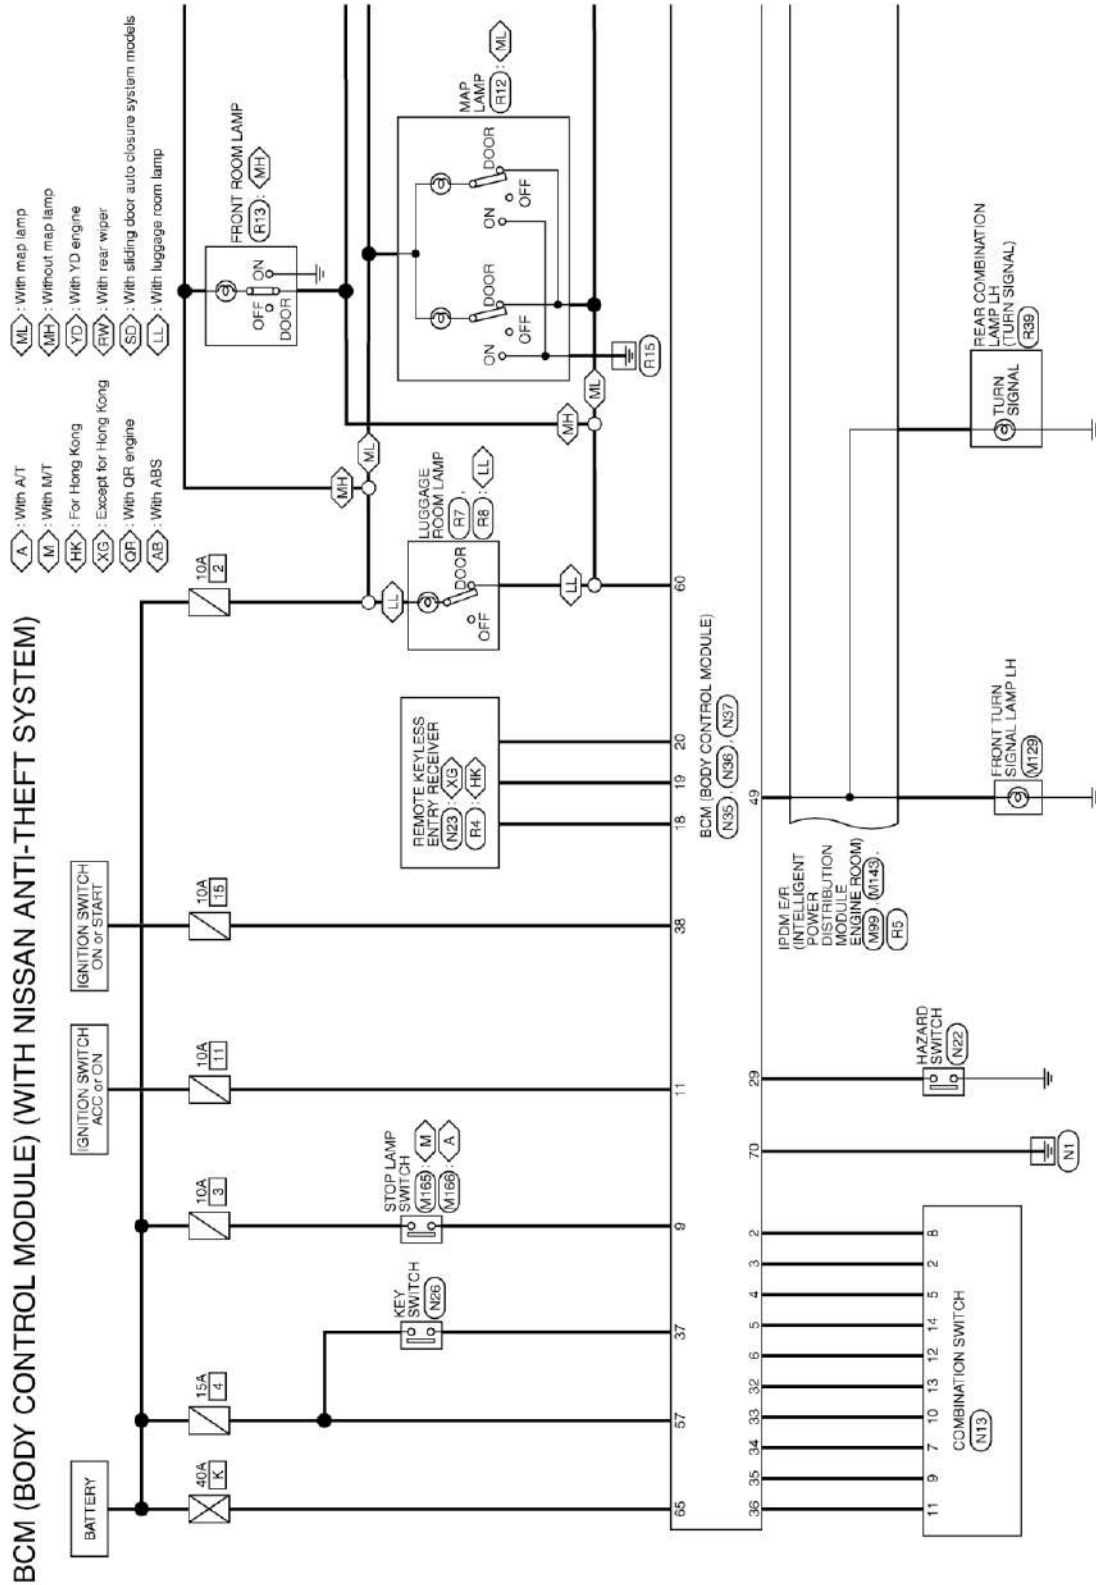 BCM (BODY CONTROL MODULE) (WITH NISSAN ANTI-THEFT SYSTEM)
A : With A/T
M : With M/T
HK : For Hong Kong
XG : Except for Hong Kong
QR : With QR engine
AB : With ABS
ML : With map lamp
MH : Without map lamp
YD : With YD engine
RW : With rear wiper
SD : With sliding door auto closure system models
LL : With luggage room lamp
BATTERY
IGNITION SWITCH
ACC or ON
IGNITION SWITCH
ON or START
40A
K
15A
4
10A
3
10A
11
10A
15
10A
2
KEY
SWITCH
N26
STOP LAMP
SWITCH
M165 : M
M166 : A
REMOTE KEYLESS
ENTRY RECEIVER
N23 : XG
R4 : HK
LL
LUGGAGE
ROOM LAMP
R7 ,
R8 : LL
DOOR
OFF
LL
MH
ML
FRONT ROOM LAMP
R13 : MH
ON
OFF
DOOR
MAP
LAMP
R12 : ML
ON
OFF
DOOR
ON
OFF
DOOR
R15
MH
ML
65
57
37
9
11
38
18
19
20
60
BCM (BODY CONTROL MODULE)
N35 , N36 , N37
36
35
34
33
32
6
5
4
3
2
70
29
49
11
9
7
10
13
12
14
5
2
8
COMBINATION SWITCH
N13
N1
HAZARD
SWITCH
N22
IPDM E/R
(INTELLIGENT
POWER
DISTRIBUTION
MODULE
ENGINE ROOM)
M99 , M143 ,
R5
FRONT TURN
SIGNAL LAMP LH
M129
TURN
SIGNAL
REAR COMBINATION
LAMP LH
(TURN SIGNAL)
R39